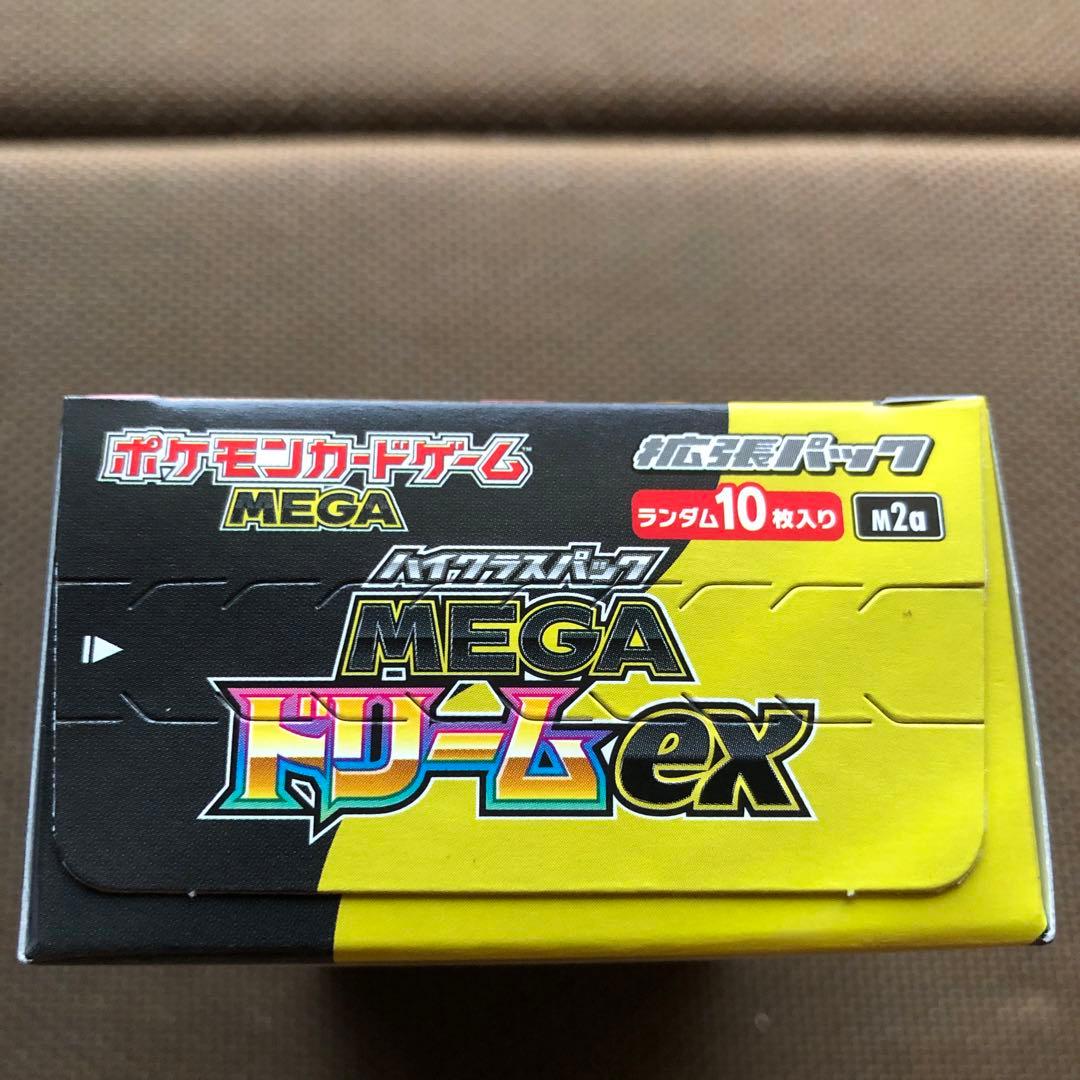 ポケモンカードゲーム™
MEGA
拡張パック
ランダム10枚入り
M2a
ハイクラスパック
MEGA
ドリームex